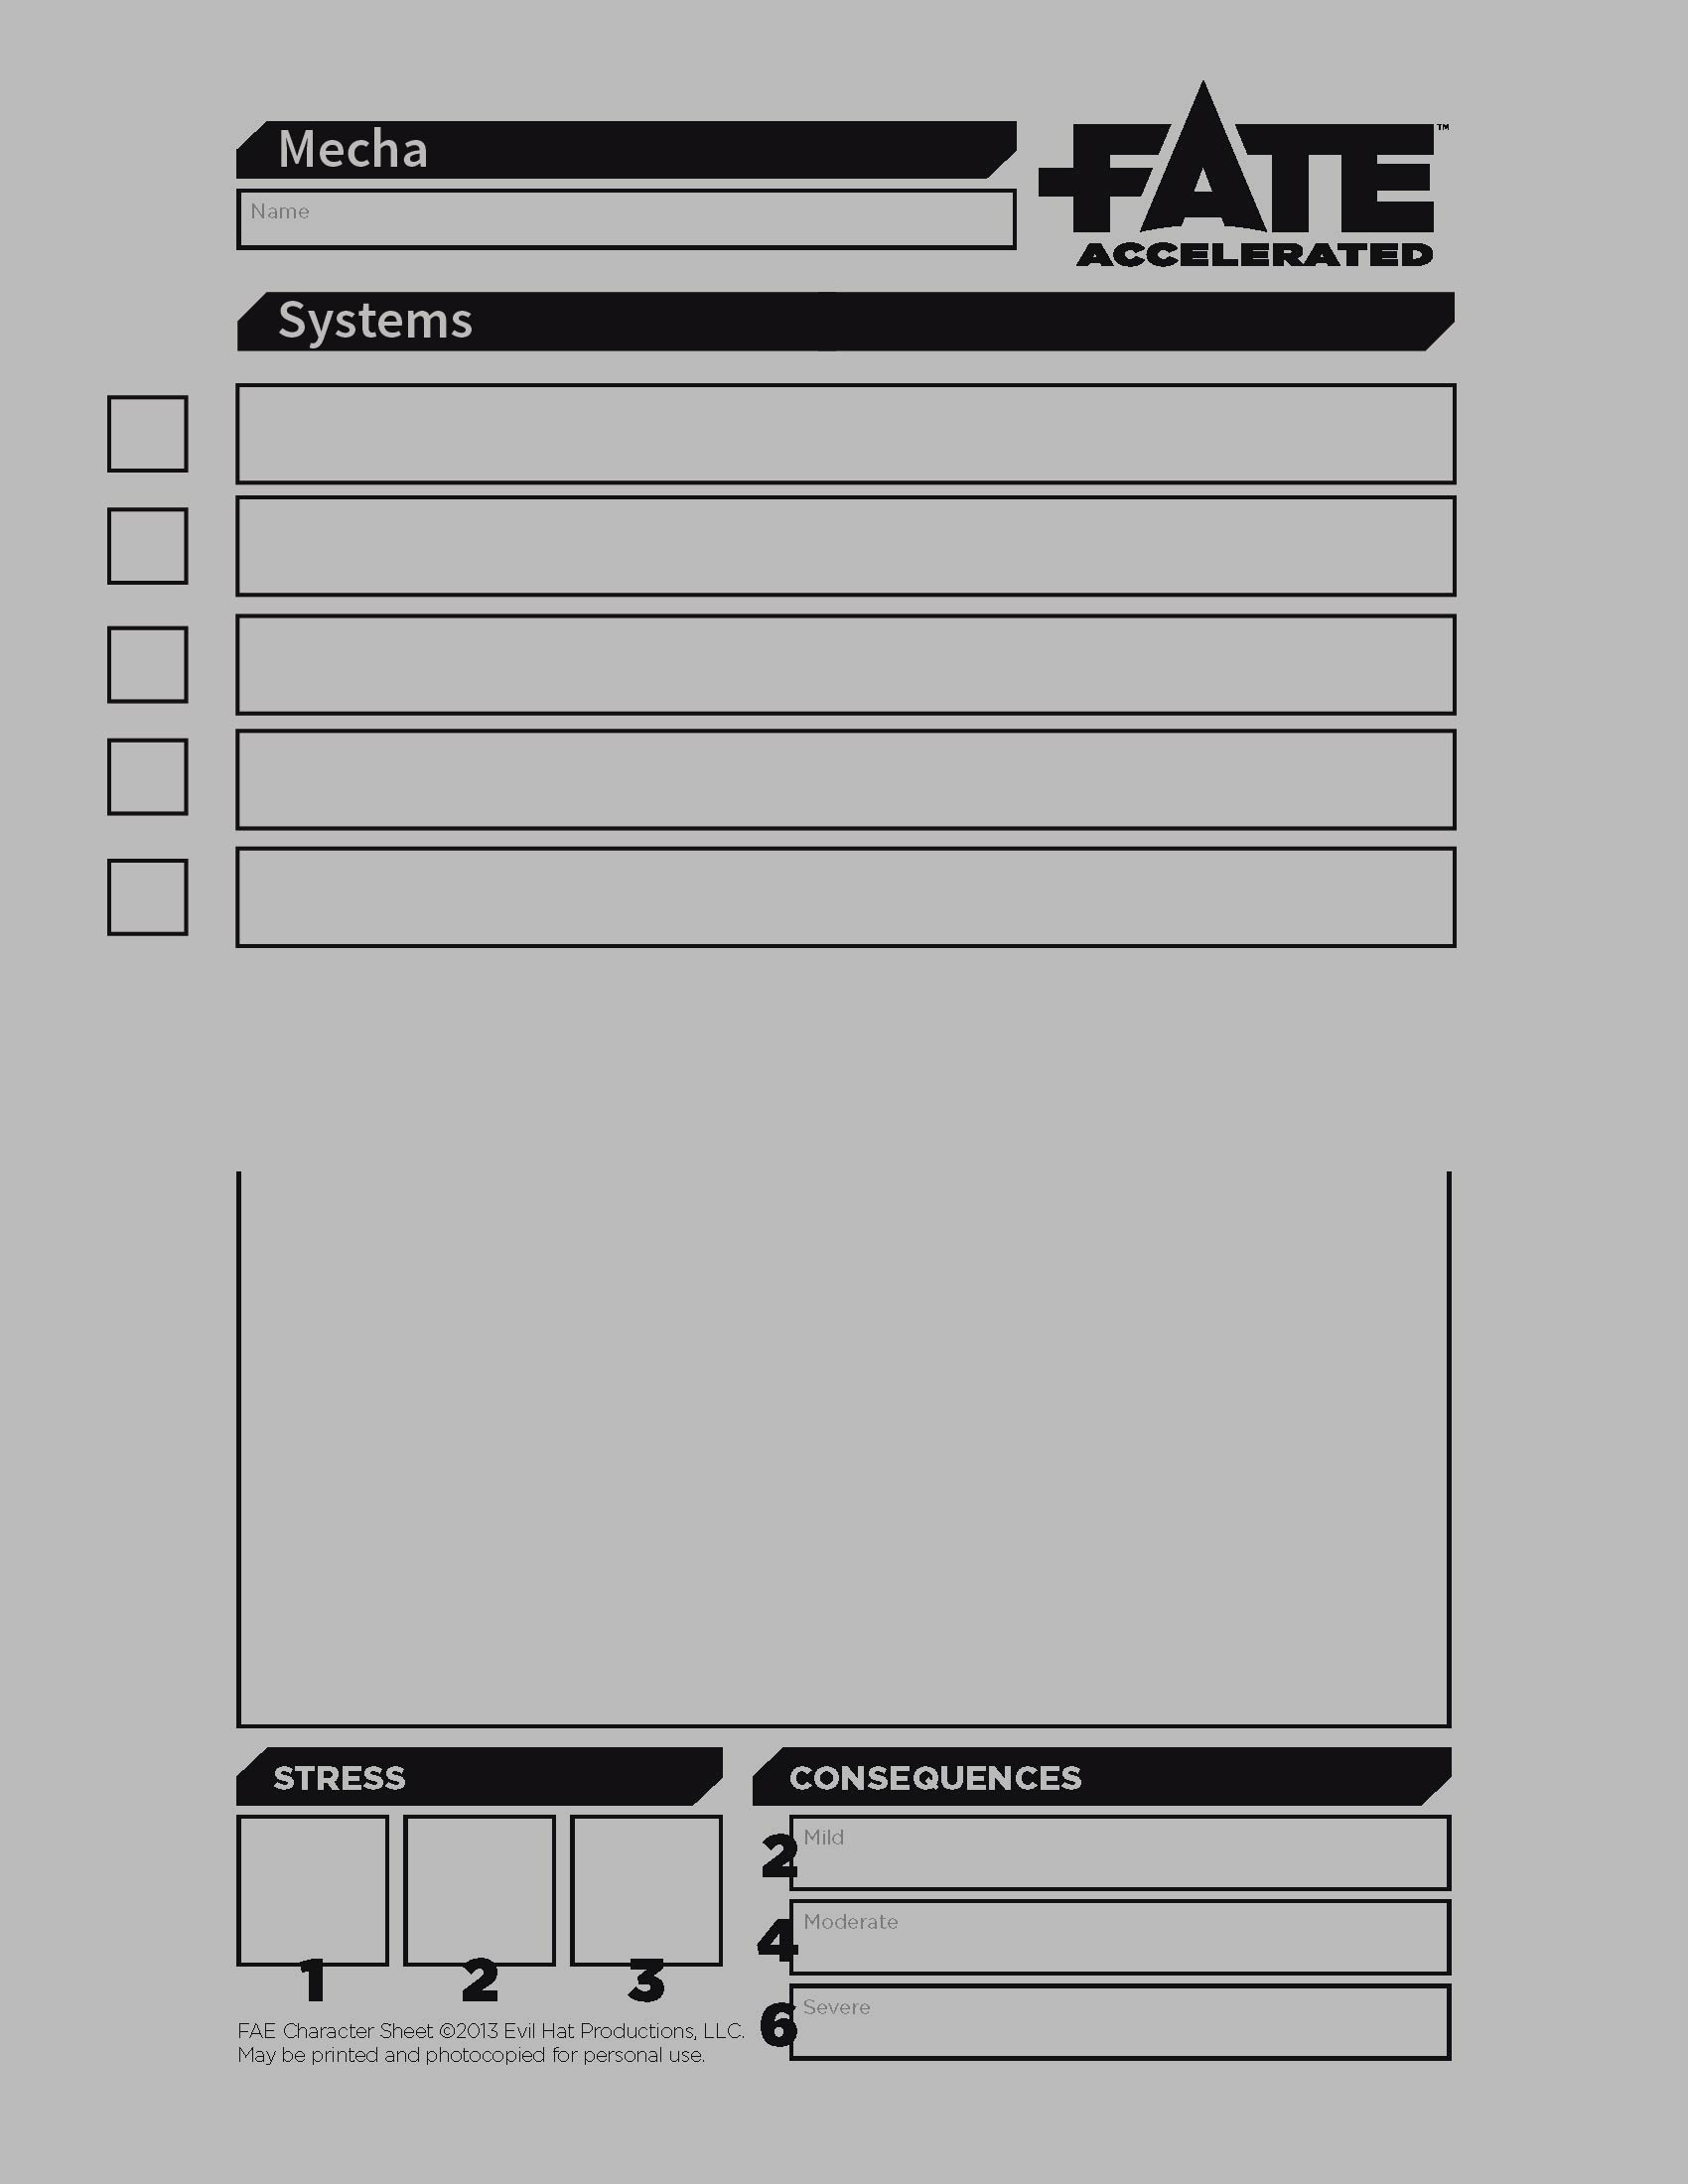 Mecha
Name
FATE™
ACCELERATED
Systems
STRESS
1 2 3
CONSEQUENCES
2 Mild
4 Moderate
6 Severe
FAE Character Sheet ©2013 Evil Hat Productions, LLC.
May be printed and photocopied for personal use.